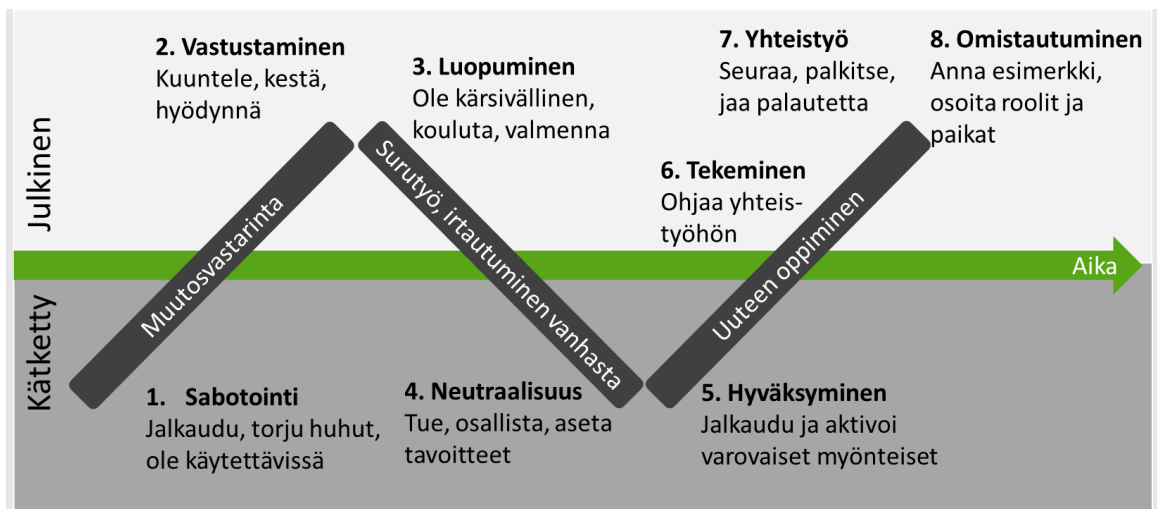 Julkinen
Kätketty
2. Vastustaminen
Kuuntele, kestä,
hyödynnä
3. Luopuminen
Ole kärsivällinen,
kouluta, valmenna
7. Yhteistyö
Seuraa, palkitse,
jaa palautetta
8. Omistautuminen
Anna esimerkki,
osoita roolit ja
paikat
6. Tekeminen
Ohjaa yhteis-
työhön
Muutosvastarinta
Surutyö, irtautuminen vanhasta
Uuteen oppiminen
Aika
1. Sabotointi
Jalkaudu, torju huhut,
ole käytettävissä
4. Neutraalisuus
Tue, osallista, aseta
tavoitteet
5. Hyväksyminen
Jalkaudu ja aktivoi
varovaiset myönteiset